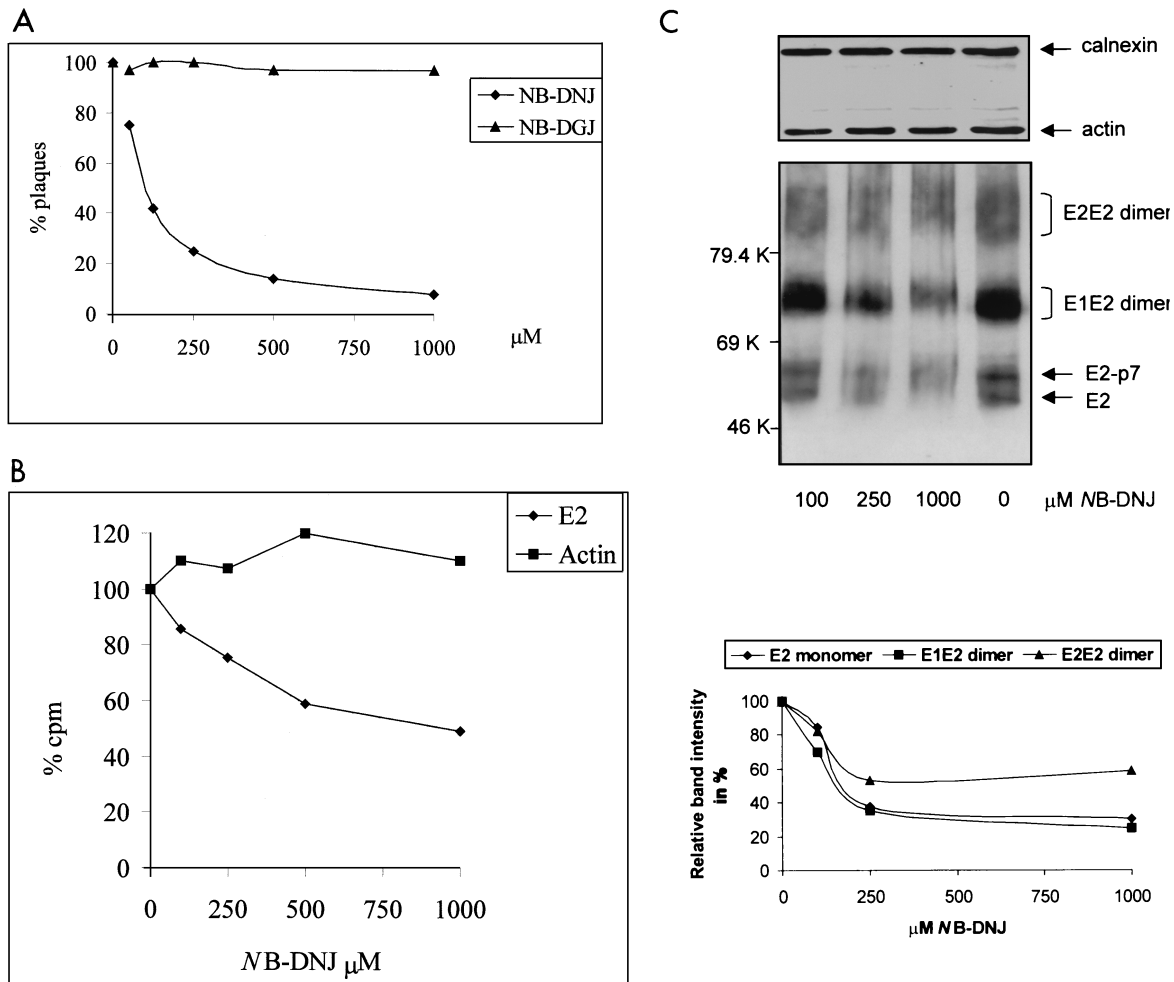 A
100
80
60
40
20
0
% plaques
0 250 500 750 1000 μM
NB-DNJ
NB-DGJ
B
120
100
80
60
40
20
0
% cpm
0 250 500 750 1000
NB-DNJ μM
E2
Actin
C
calnexin
actin
E2E2 dimer
79.4 K
E1E2 dimer
69 K
E2-p7
E2
46 K
100 250 1000 0 μM NB-DNJ
E2 monomer E1E2 dimer E2E2 dimer
Relative band intensity
in %
100
80
60
40
20
0
0 250 500 750 1000
μM NB-DNJ